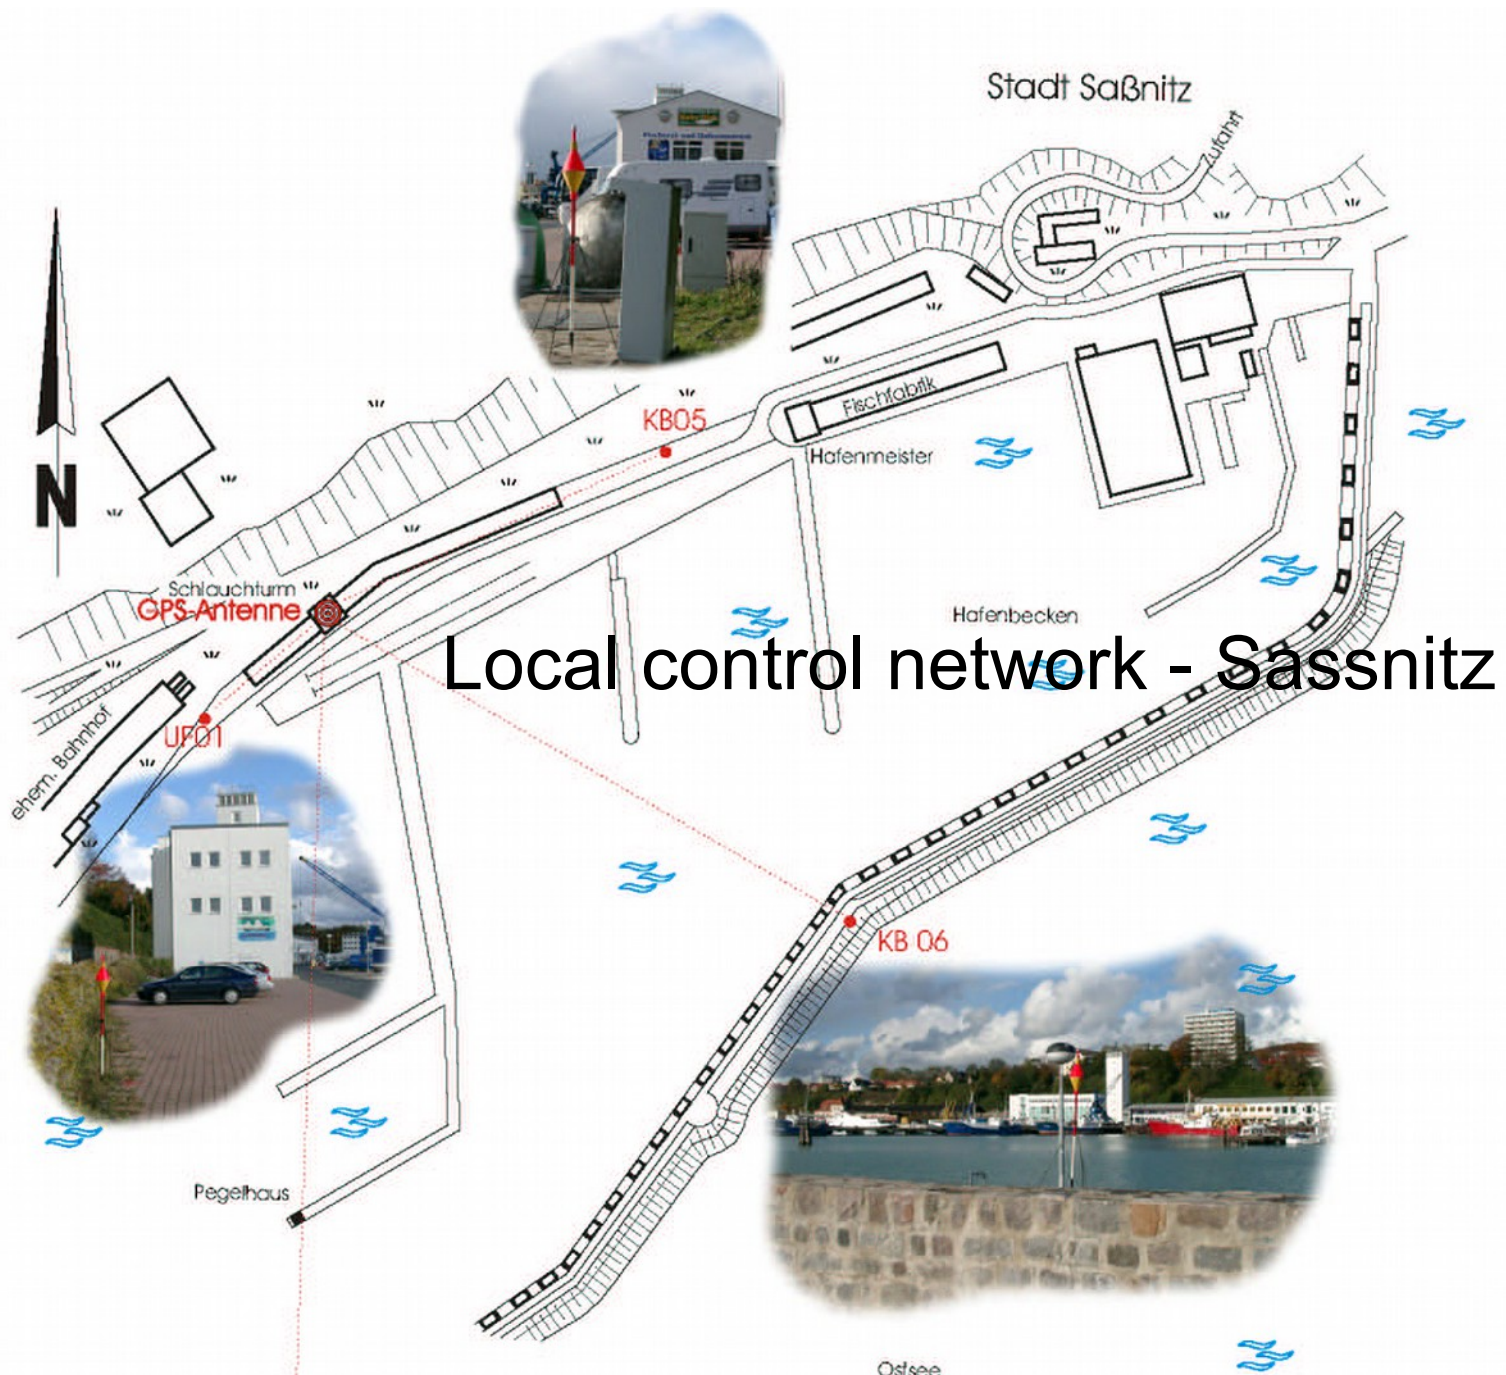 Stadt Saßnitz
Zufahrt
KB05
Fischfabrik
Hafenmeister
N
Schlauchturm
GPS-Antenne
Hafenbecken
Local control network - Sassnitz
UF01
ehem. Bahnhof
KB 06
Pegelhaus
Ostsee